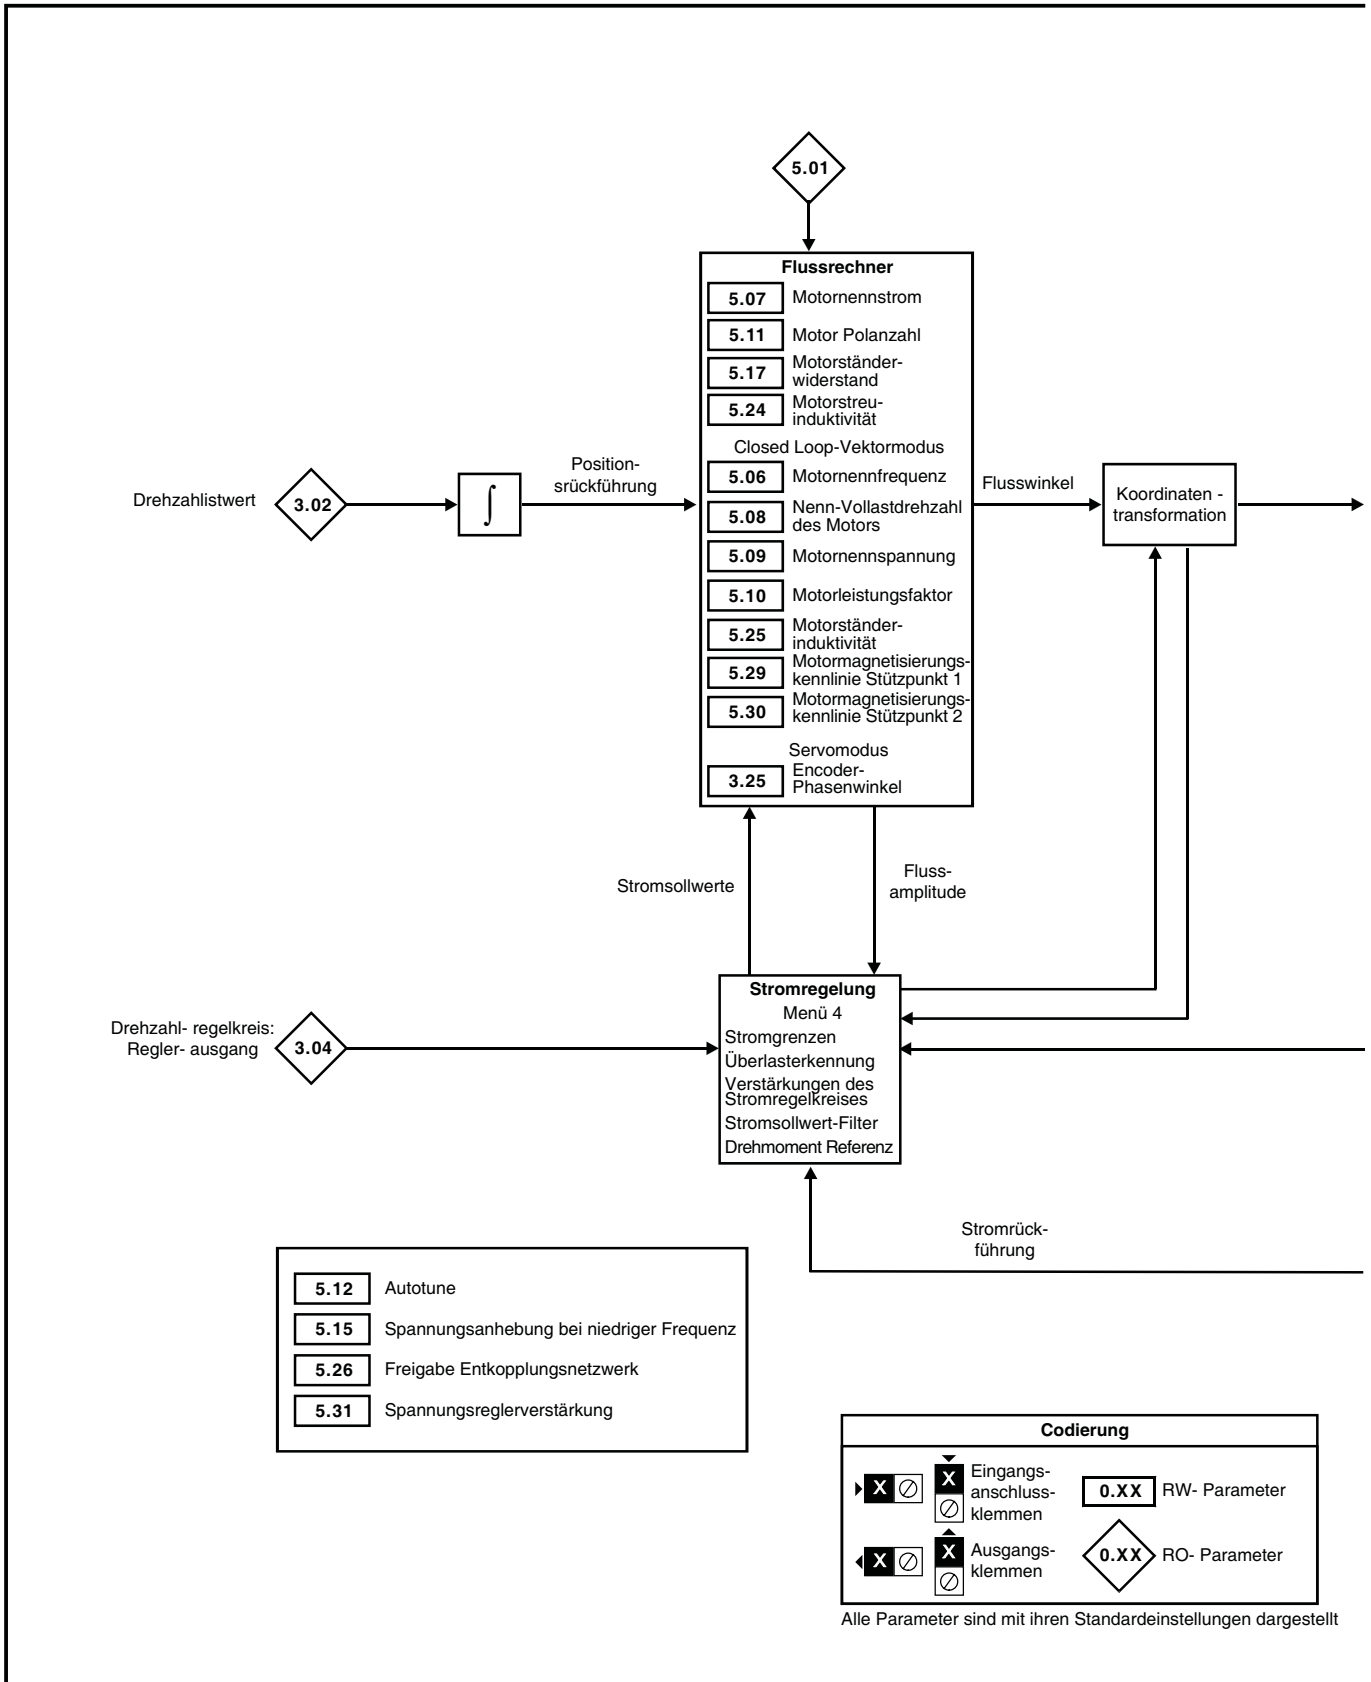 5.01
Flussrechner
5.07 Motornennstrom
5.11 Motor Polanzahl
5.17 Motorständer-
widerstand
5.24 Motorstreu-
induktivität
Closed Loop-Vektormodus
5.06 Motornennfrequenz
5.08 Nenn-Vollastdrehzahl
des Motors
5.09 Motornennspannung
5.10 Motorleistungsfaktor
5.25 Motorständer-
induktivität
5.29 Motormagnetisierungs-
kennlinie Stützpunkt 1
5.30 Motormagnetisierungs-
kennlinie Stützpunkt 2
Servomodus
3.25 Encoder-
Phasenwinkel
Drehzahlistwert
3.02
∫
Position-
srückführung
Flusswinkel
Koordinaten -
transformation
Stromsollwerte
Fluss-
amplitude
Drehzahl- regelkreis:
Regler- ausgang
3.04
Stromregelung
Menü 4
Stromgrenzen
Überlasterkennung
Verstärkungen des
Stromregelkreises
Stromsollwert-Filter
Drehmoment Referenz
Stromrück-
führung
5.12 Autotune
5.15 Spannungsanhebung bei niedriger Frequenz
5.26 Freigabe Entkopplungsnetzwerk
5.31 Spannungsreglerverstärkung
Codierung
X X Eingangs-
anschluss-
klemmen
0.XX RW- Parameter
X X Ausgangs-
klemmen
0.XX RO- Parameter
Alle Parameter sind mit ihren Standardeinstellungen dargestellt